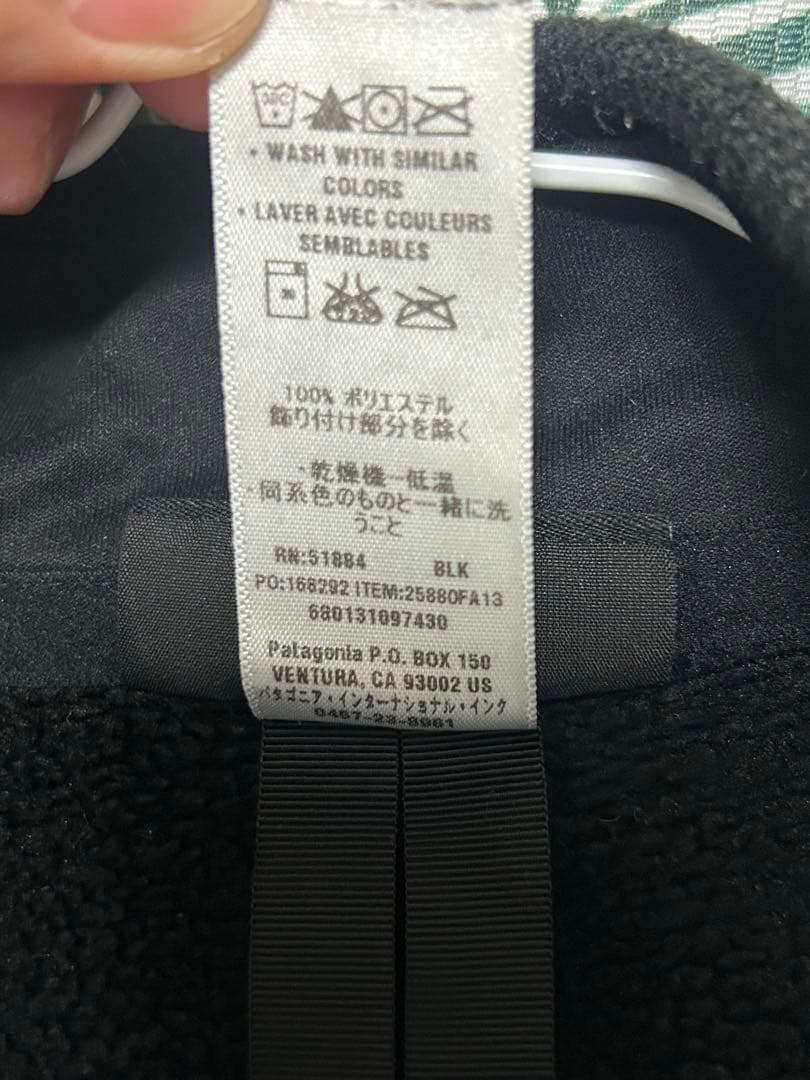 • WASH WITH SIMILAR
COLORS
• LAVER AVEC COULEURS
SEMBLABLES
100% ポリエステル
飾り付け部分を除く
・乾燥機一低温
・同系色のものと一緒に洗
うこと
RN:51884 BLK
PO:168292 ITEM:25880FA13
680131097430
Patagonia P.O. BOX 150
VENTURA, CA 93002 US
パタゴニア・インターナショナル・インク